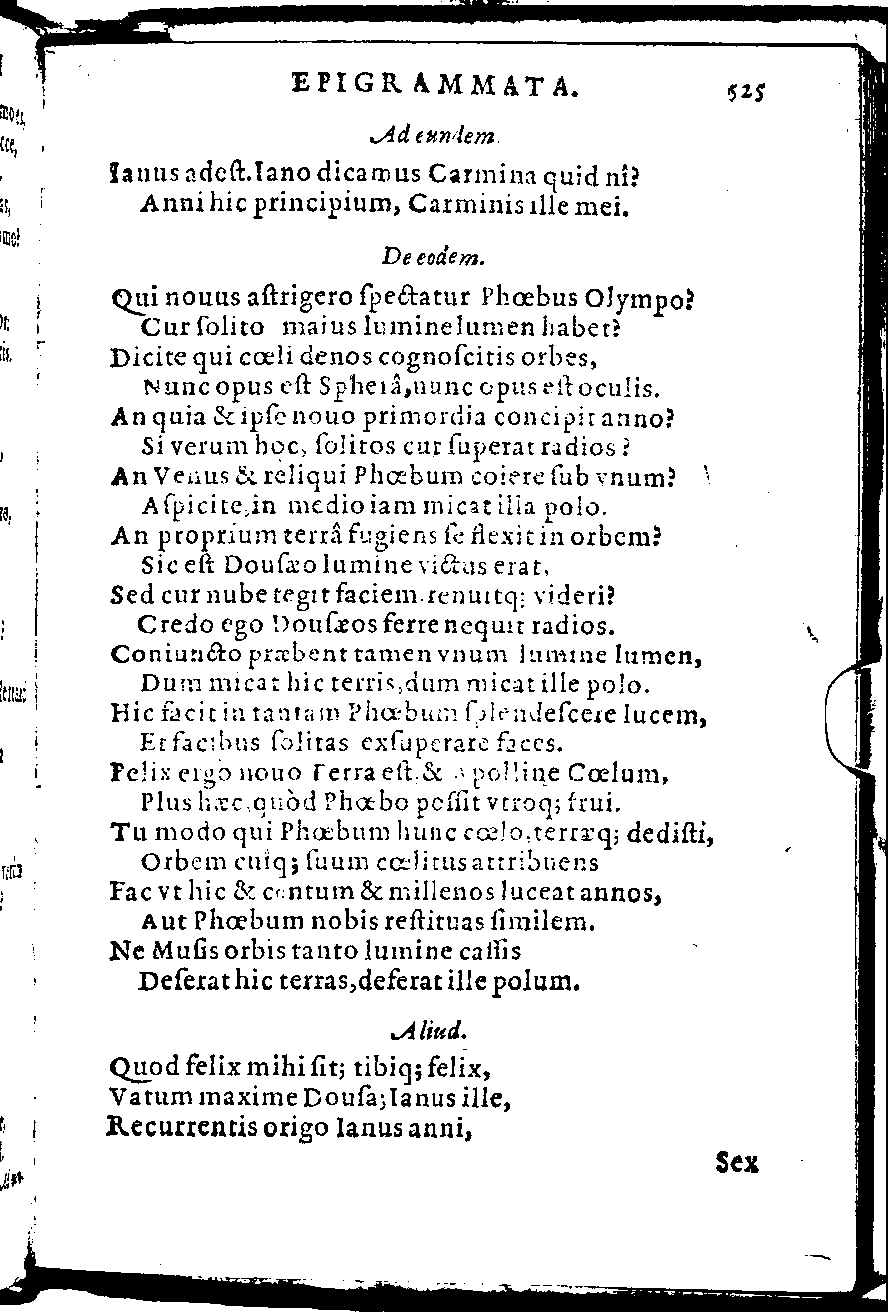 EPIGRAMMATA. 525
Ad eundem.
Ianus adeſt. Iano dicamus Carmina quid nî?
Anni hic principium, Carminis ille mei.
De eodem.
Qui nouus aſtrigero ſpectatur Phœbus Olympo?
Cur ſolito maius lumine lumen habet?
Dicite qui cœli denos cognoſcitis orbes,
Nunc opus eſt Spherâ, nunc opus eſt oculis.
An quia & ipſe nouo primordia concipit anno?
Si verum hoc, ſolitos cur ſuperat radios?
An Venus & reliqui Phœbum coiere ſub vnum?
Aſpicite, in medio iam micat illa polo.
An proprium terrâ fugiens ſe flexit in orbem?
Sic eſt Douſæo lumine victus erat,
Sed cur nube tegit faciem, renuitq; videri?
Credo ego Douſæos ferre nequit radios.
Coniuncto præbent tamen vnum lumine lumen,
Dum micat hic terris, dum micat ille polo.
Hic facit in tantam Phœbum ſplendeſcere lucem,
Et facibus ſolitas exſuperare faces.
Felix ergò nouo Terra eſt, & Apolline Cœlum,
Plus hæc, quòd Phœbo poſſit vtroq; frui.
Tu modo qui Phœbum hunc cœlo, terræq; dediſti,
Orbem cuiq; ſuum cœlitus attribuens
Fac vt hic & centum & millenos luceat annos,
Aut Phœbum nobis reſtituas ſimilem.
Ne Muſis orbis tanto lumine caſſis
Deſerat hic terras, deferat ille polum.
Aliud.
Quod felix mihi ſit; tibiq; felix,
Vatum maxime Douſa; Ianus ille,
Recurrentis origo Ianus anni,
Sex